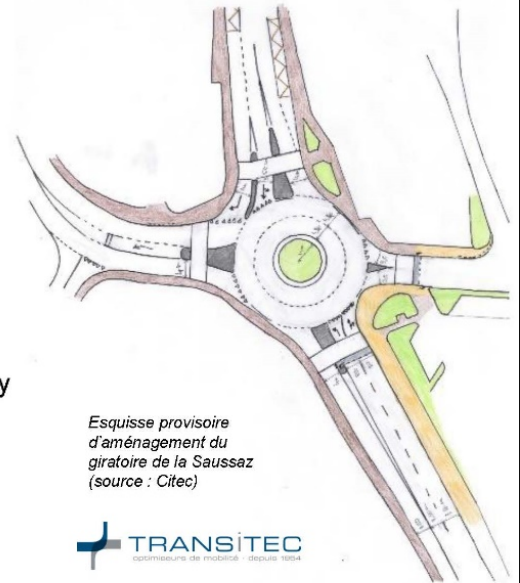 y
Esquisse provisoire
d'aménagement du
giratoire de la Saussaz
(source : Citec)
TRANSiTEC
optimiseurs de mobilité - depuis 1954